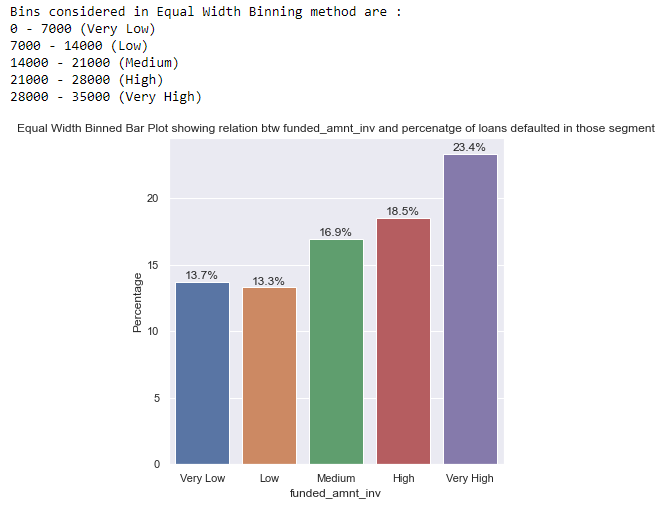 Bins considered in Equal Width Binning method are :
0 - 7000 (Very Low)
7000 - 14000 (Low)
14000 - 21000 (Medium)
21000 - 28000 (High)
28000 - 35000 (Very High)
Equal Width Binned Bar Plot showing relation btw funded_amnt_inv and percenatge of loans defaulted in those segment
23.4%
20
18.5%
16.9%
15
13.7%
13.3%
Percentage
10
5
0
Very Low Low Medium High Very High
funded_amnt_inv